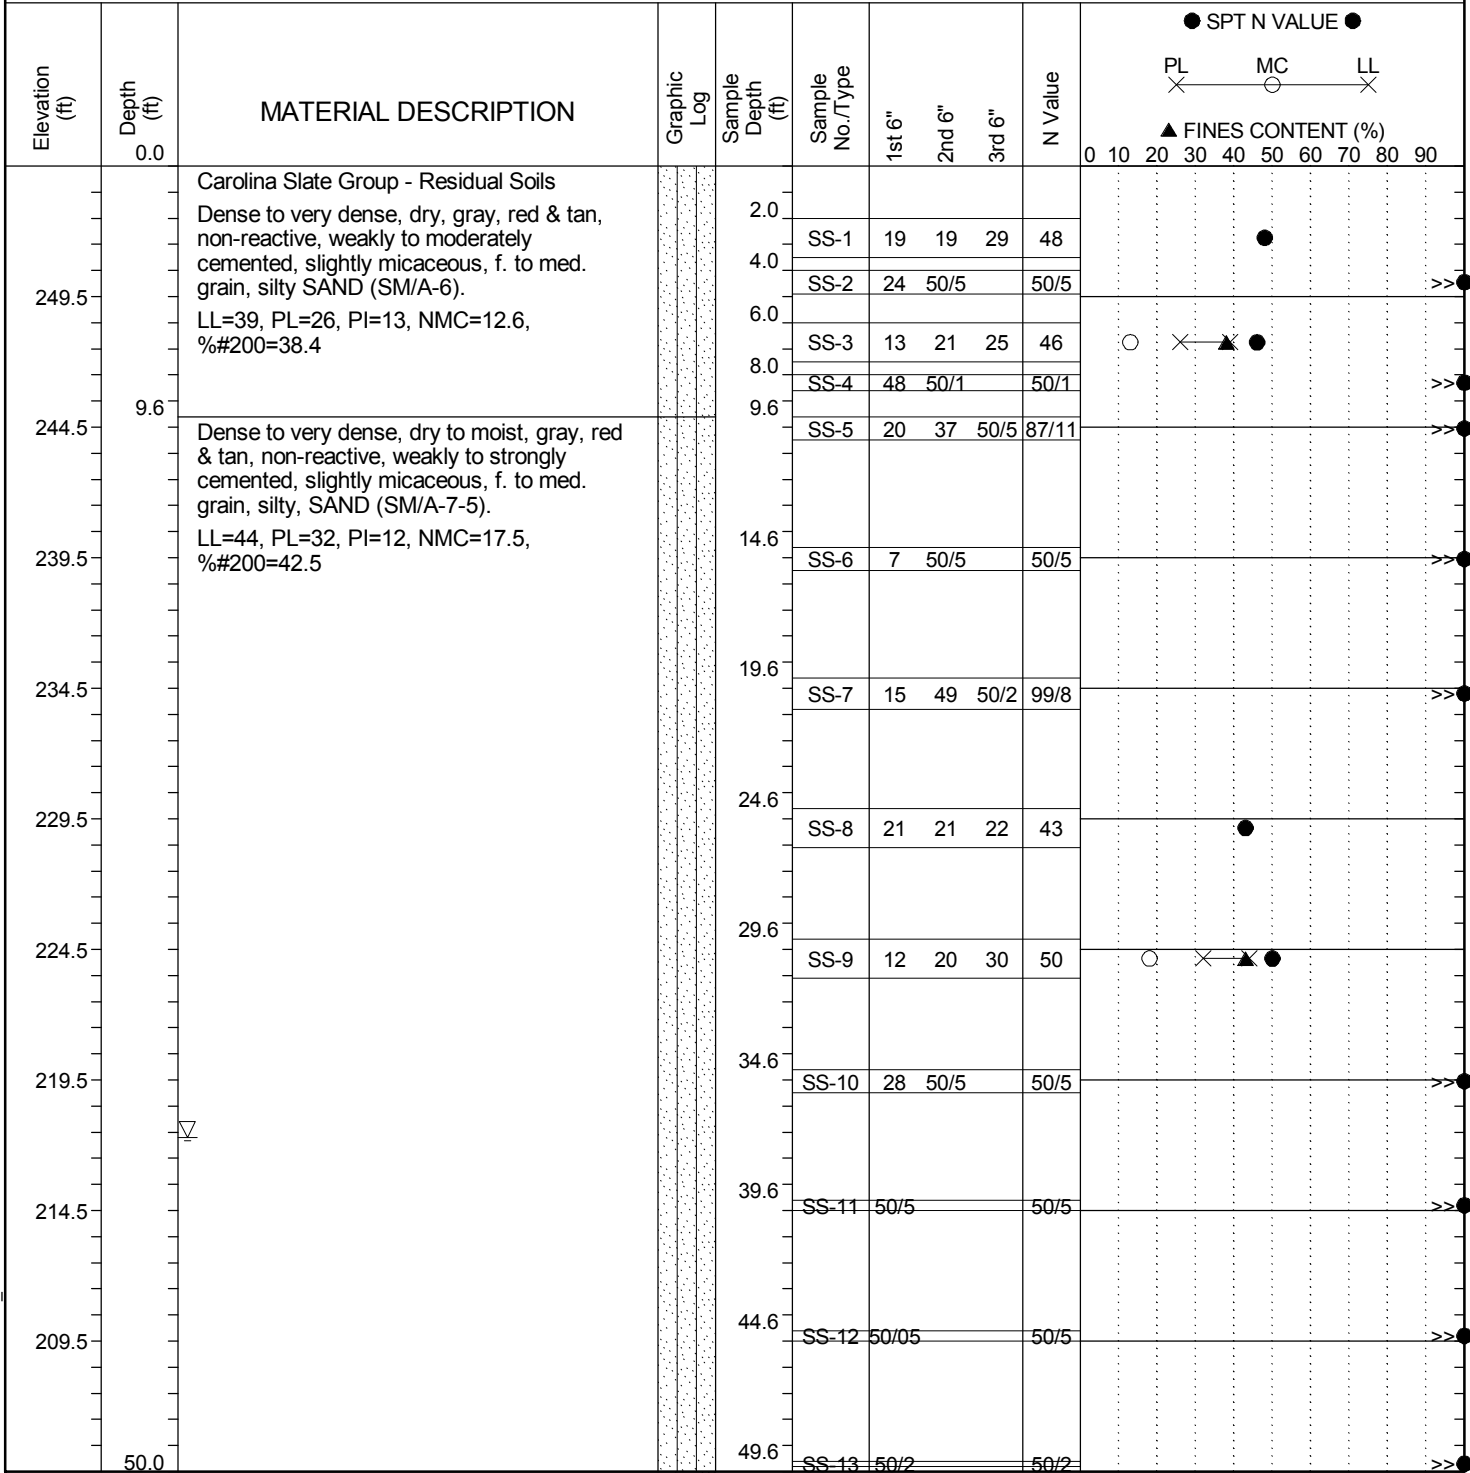 ● SPT N VALUE ●
PL MC LL
▲ FINES CONTENT (%)
0 10 20 30 40 50 60 70 80 90
Elevation (ft)
Depth (ft)
0.0
MATERIAL DESCRIPTION
Graphic Log
Sample Depth (ft)
Sample No./Type
1st 6"
2nd 6"
3rd 6"
N Value
Carolina Slate Group - Residual Soils
Dense to very dense, dry, gray, red & tan,
non-reactive, weakly to moderately
cemented, slightly micaceous, f. to med.
grain, silty SAND (SM/A-6).
LL=39, PL=26, PI=13, NMC=12.6,
%#200=38.4
2.0
SS-1 19 19 29 48
4.0
SS-2 24 50/5 50/5 >>
249.5
6.0
SS-3 13 21 25 46
8.0
SS-4 48 50/1 50/1 >>
9.6
9.6
244.5
Dense to very dense, dry to moist, gray, red
& tan, non-reactive, weakly to strongly
cemented, slightly micaceous, f. to med.
grain, silty, SAND (SM/A-7-5).
LL=44, PL=32, PI=12, NMC=17.5,
%#200=42.5
SS-5 20 37 50/5 87/11 >>
14.6
239.5
SS-6 7 50/5 50/5 >>
19.6
234.5
SS-7 15 49 50/2 99/8 >>
24.6
229.5
SS-8 21 21 22 43
29.6
224.5
SS-9 12 20 30 50
34.6
219.5
SS-10 28 50/5 50/5 >>
39.6
214.5
SS-11 50/5 50/5 >>
44.6
209.5
SS-12 50/05 50/5 >>
49.6
50.0
SS-13 50/2 50/2 >>